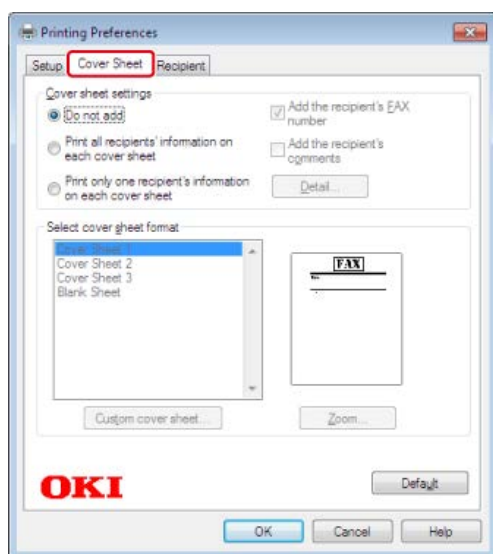 Printing Preferences
Setup Cover Sheet Recipient
Cover sheet settings
Do not add
Print all recipients' information on
each cover sheet
Print only one recipient's information
on each cover sheet
Add the recipient's FAX
number
Add the recipient's
comments
Detail...
Select cover sheet format
Cover Sheet 1
Cover Sheet 2
Cover Sheet 3
Blank Sheet
FAX
Custom cover sheet...
Zoom...
OKI
Default
OK Cancel Help